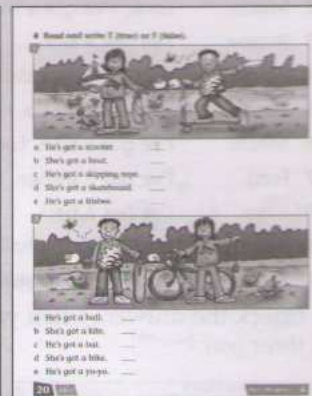 4 Read and write T (true) or F (false).
1
a He's got a scooter.
b She's got a boat.
c He's got a skipping rope.
d She's got a skateboard.
e He's got a frisbee.
2
a He's got a ball.
b She's got a kite.
c He's got a bat.
d She's got a bike.
e He's got a yo-yo.
20